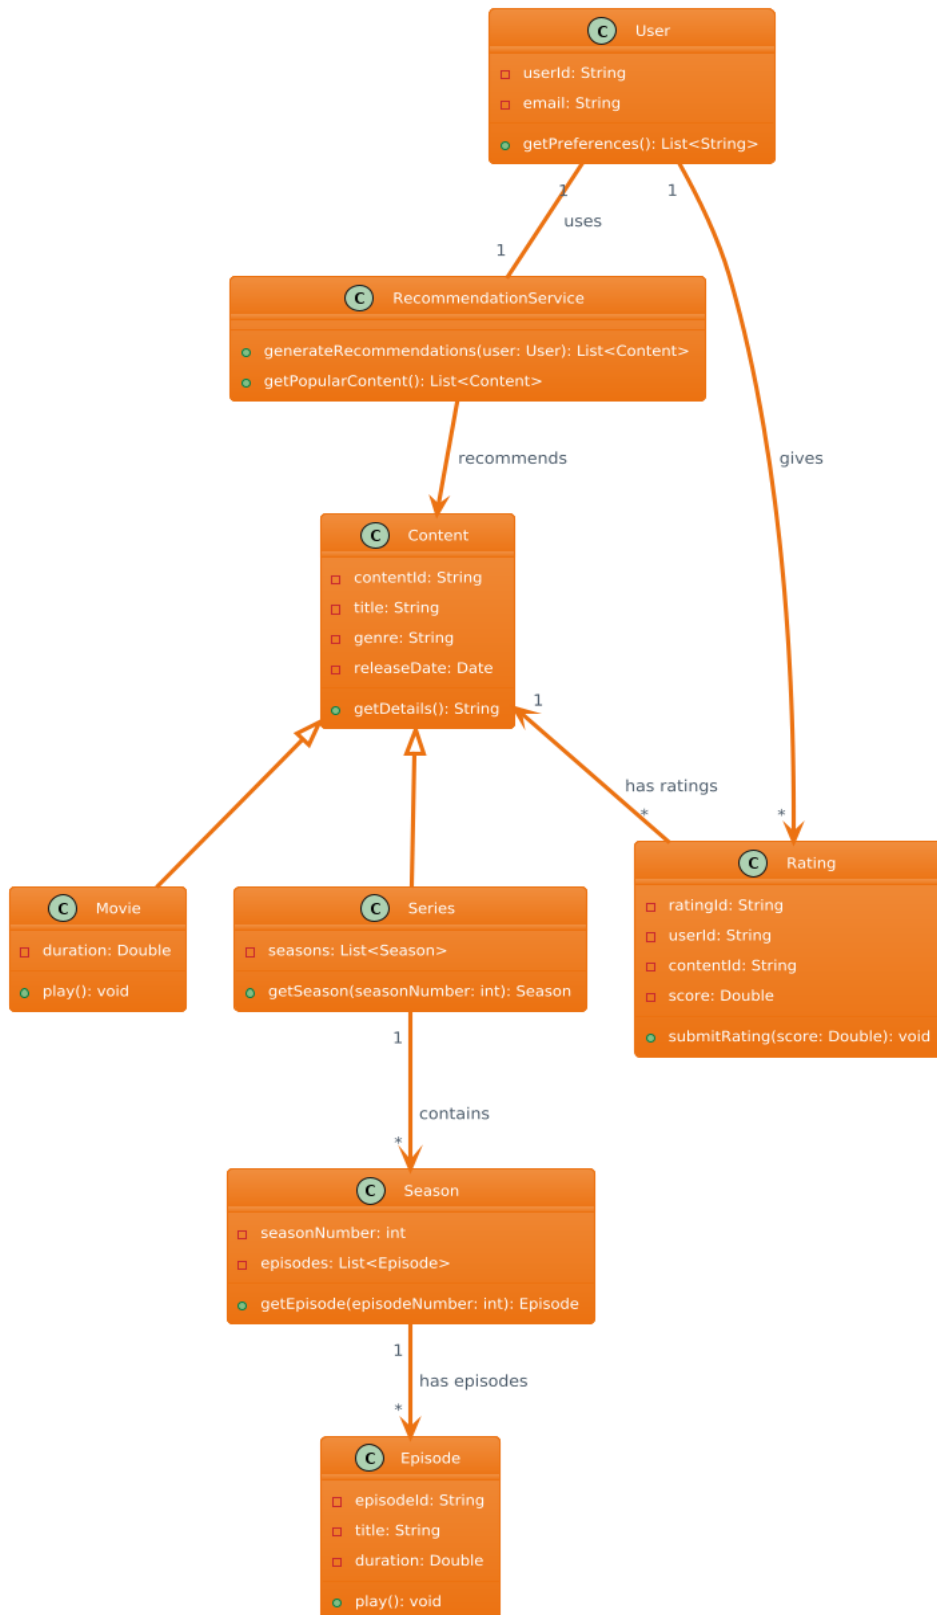 C User
userId: String
email: String
getPreferences(): List<String>
1
1
uses
1
C RecommendationService
generateRecommendations(user: User): List<Content>
getPopularContent(): List<Content>
recommends
gives
C Content
contentId: String
title: String
genre: String
releaseDate: Date
getDetails(): String
1
has ratings
*
*
C Movie
duration: Double
play(): void
C Series
seasons: List<Season>
getSeason(seasonNumber: int): Season
C Rating
ratingId: String
userId: String
contentId: String
score: Double
submitRating(score: Double): void
1
contains
*
C Season
seasonNumber: int
episodes: List<Episode>
getEpisode(episodeNumber: int): Episode
1
has episodes
*
C Episode
episodeId: String
title: String
duration: Double
play(): void